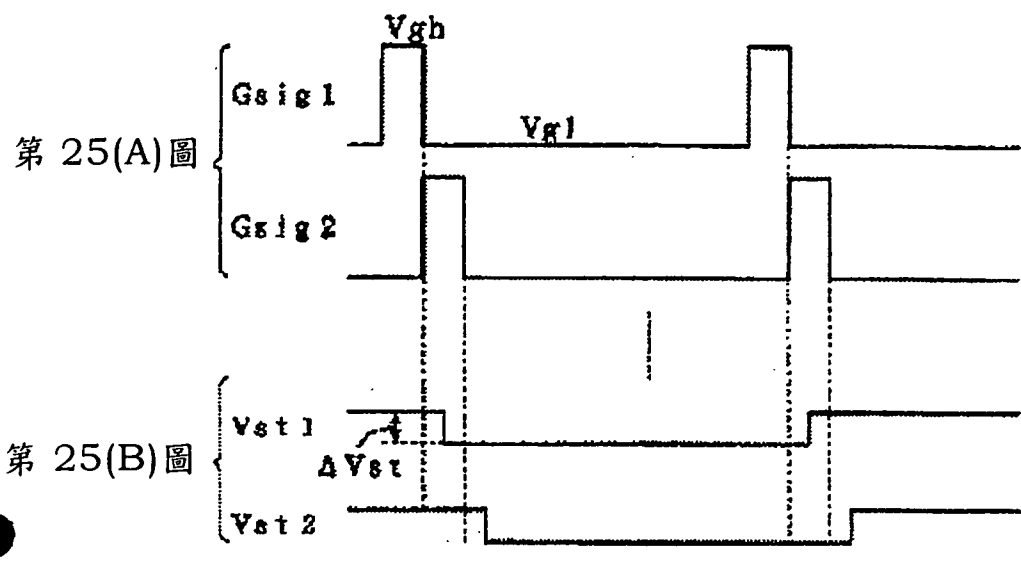 Vgh
Gsig1
Vgl
第 25(A)圖
Gsig2
Vst1
第 25(B)圖
ΔVst
Vst2